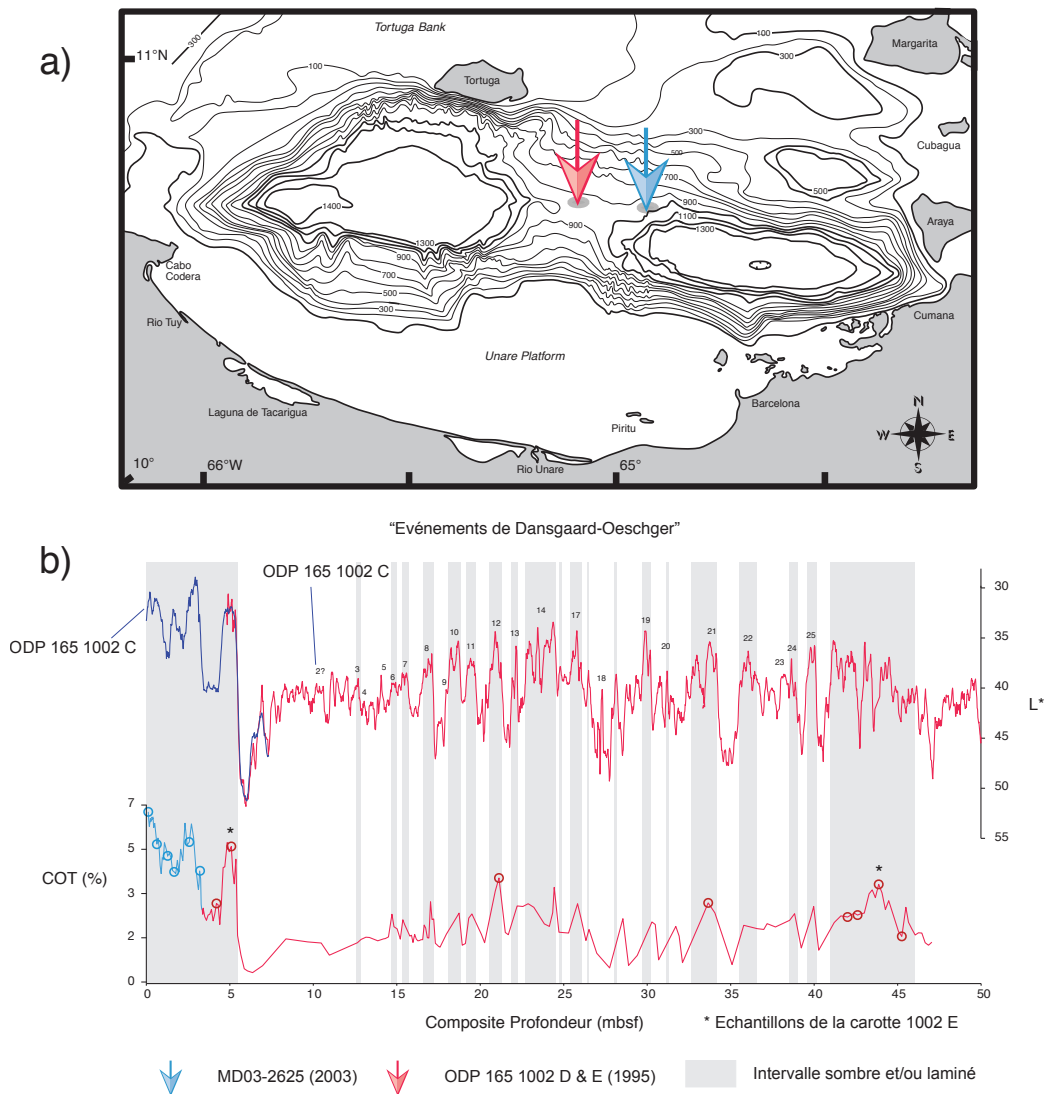 a)
Tortuga Bank
300
11°N
100
Tortuga
100
300
Margarita
300
500
700
Cubagua
500
900
1100
1300
900
Araya
1400
1300
900
700
500
300
Cabo
Codera
Rio Tuy
Cumana
Unare Platform
Laguna de Tacarigua
Piritu
Barcelona
N
W E
S
10° 66°W
Rio Unare
65°
"Evénements de Dansgaard-Oeschger"
b)
ODP 165 1002 C
ODP 165 1002 C
2? 3 4 5 6 7 8 9 10 11 12 13 14 17 18 19 20 21 22 23 24 25
30
35
40
45
50
55
L*
7
5
3
2
0
COT (%)
* *
0 5 10 15 20 25 30 35 40 45 50
Composite Profondeur (mbsf)
* Echantillons de la carotte 1002 E
MD03-2625 (2003)
ODP 165 1002 D & E (1995)
Intervalle sombre et/ou laminé